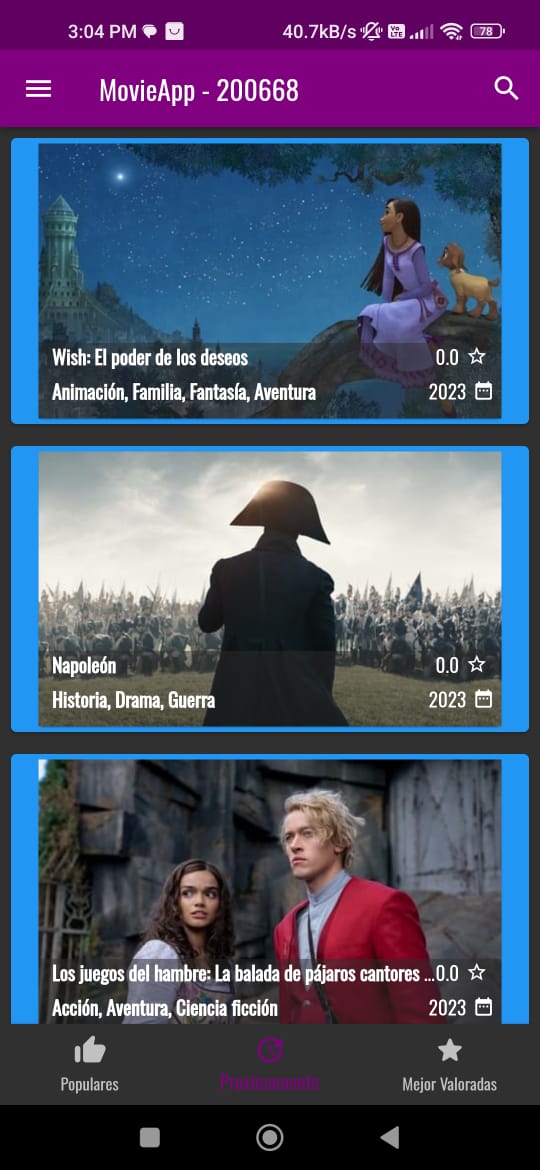 3:04 PM
40.7kB/s
Vo LTE
78
MovieApp - 200668
Wish: El poder de los deseos
0.0
Animación, Familia, Fantasía, Aventura
2023
Napoleón
0.0
Historia, Drama, Guerra
2023
Los juegos del hambre: La balada de pájaros cantores ...
0.0
Acción, Aventura, Ciencia ficción
2023
Populares
Proximamente
Mejor Valoradas